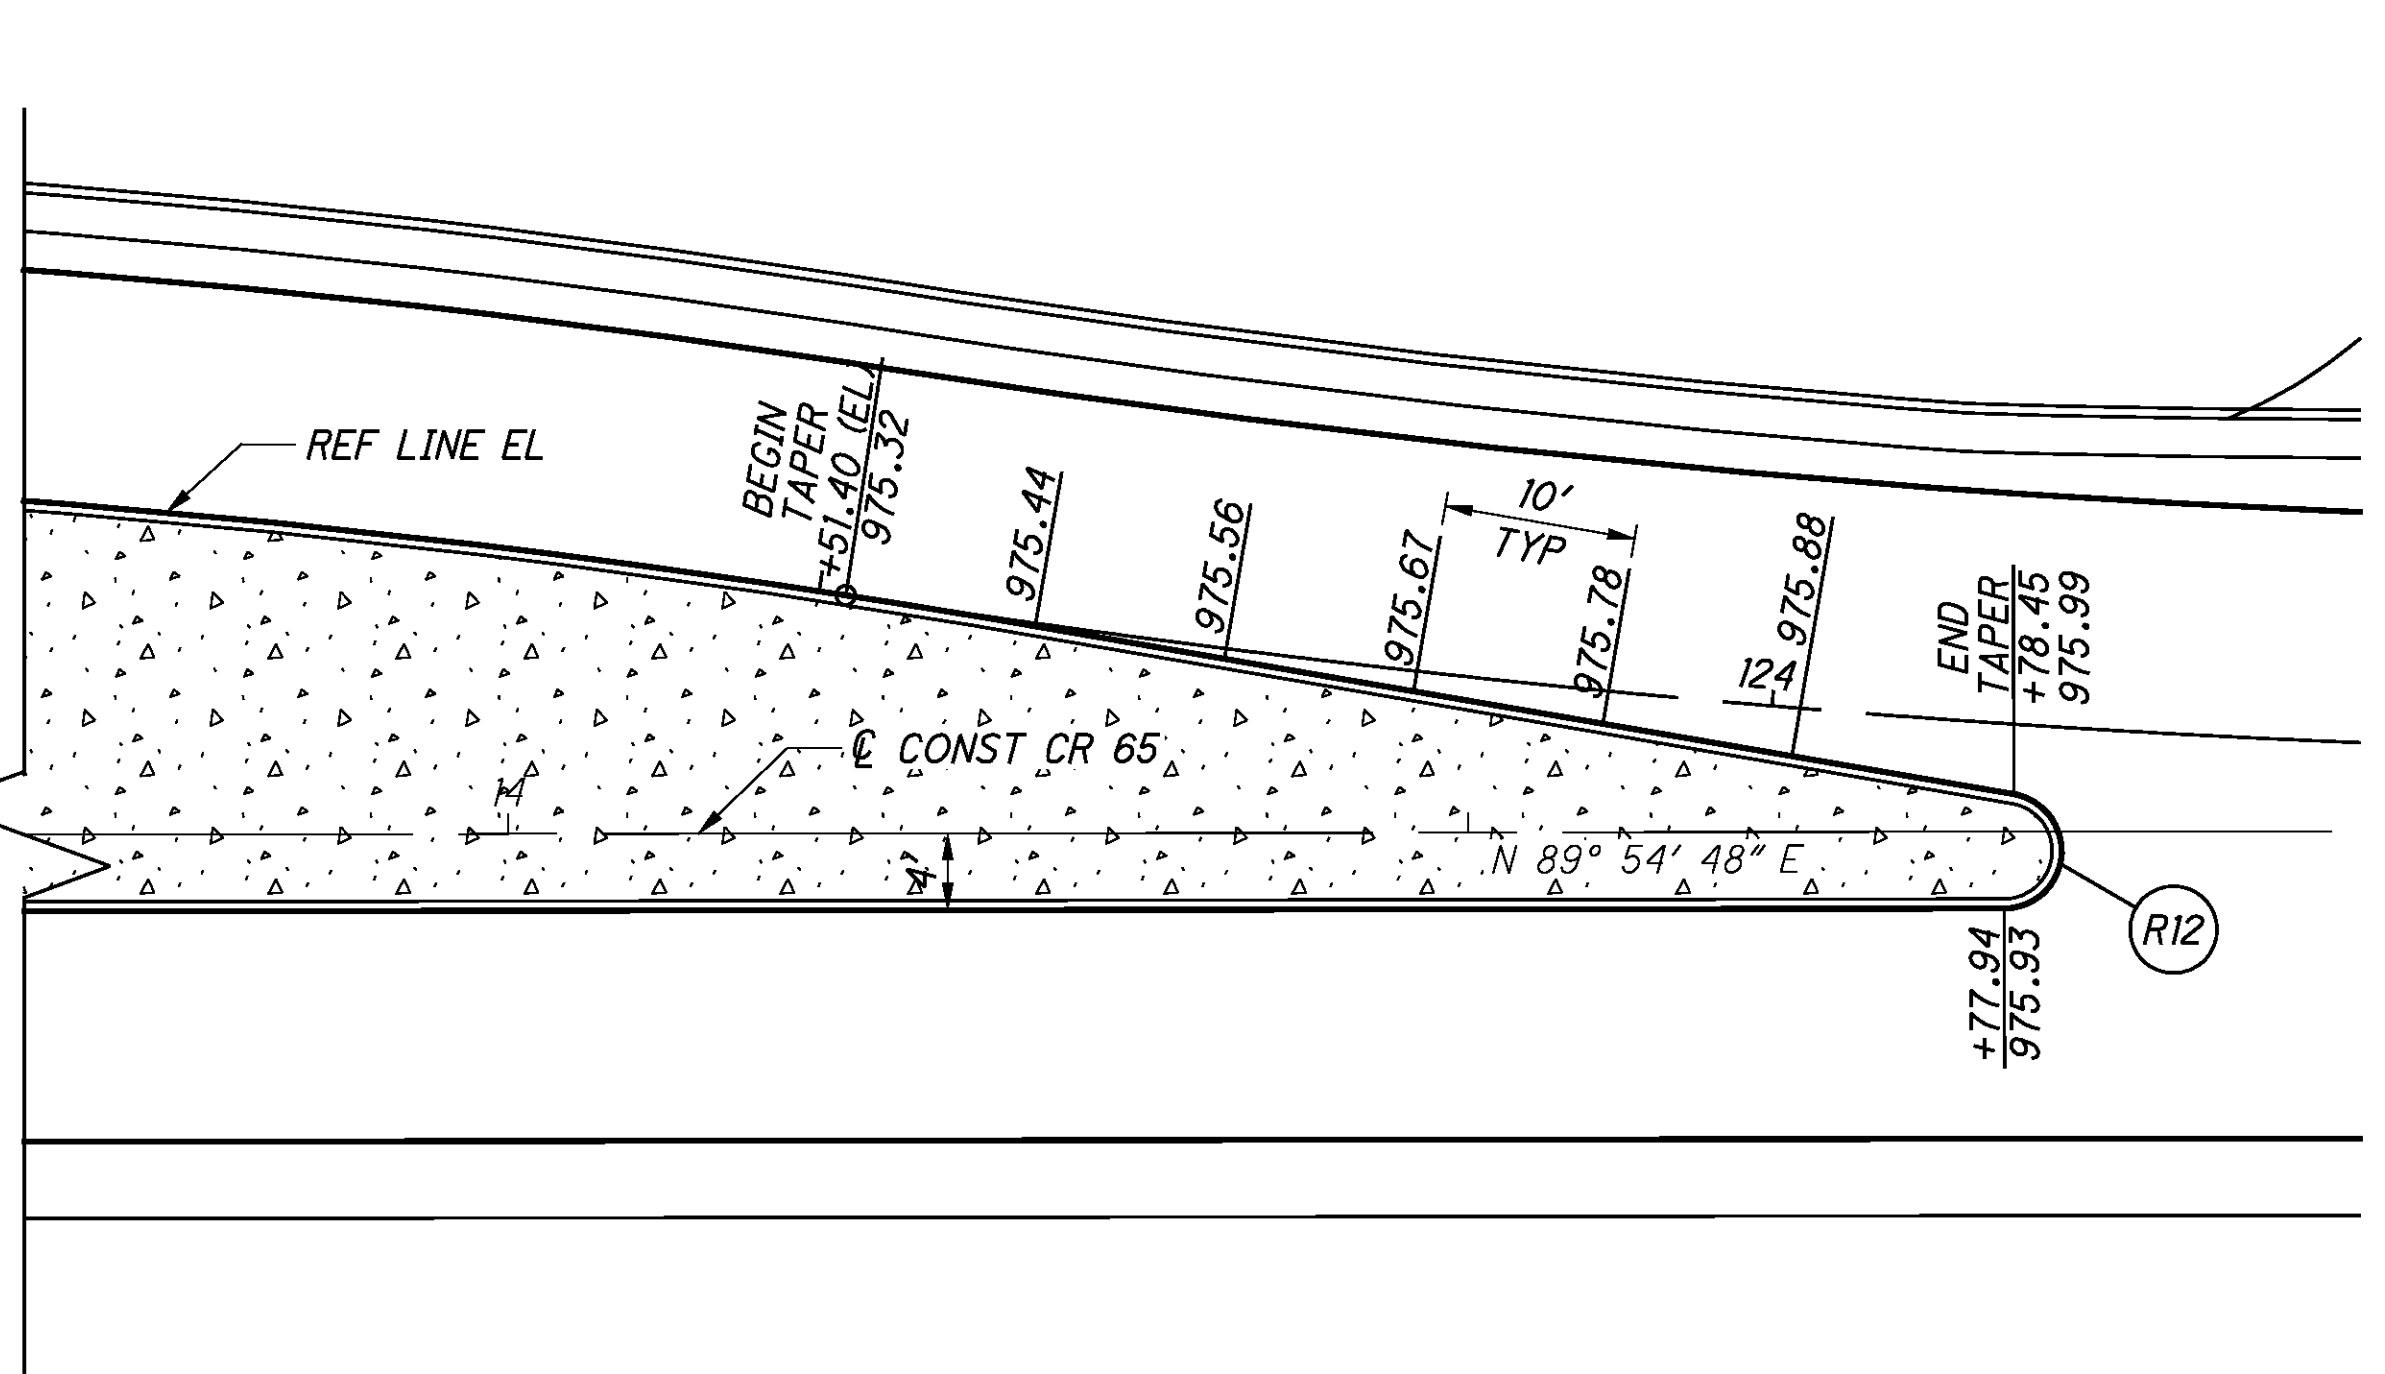 REF LINE EL
BEGIN
TAPER
+51.40 (EL)
975.32
975.44
975.56
975.67
10'
TYP
975.78
975.88
124
END
TAPER
+78.45
975.99
℄ CONST CR 65
14
4'
N 89° 54' 48" E
R12
+77.94
975.93